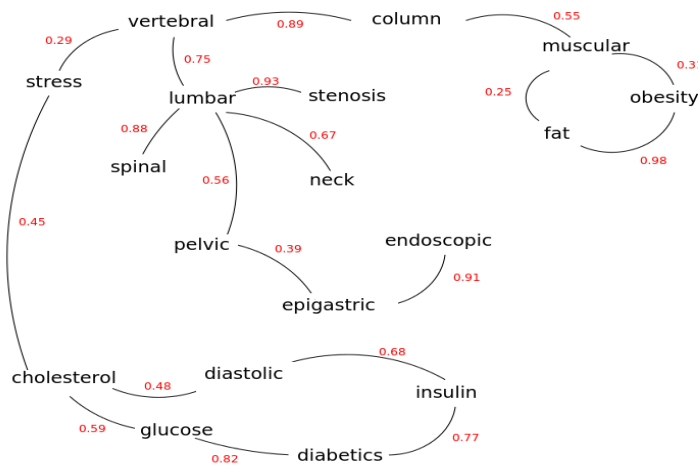 vertebral
0.89
column
0.55
muscular
0.29
0.75
0.3
stress
lumbar
0.93
stenosis
0.25
obesity
0.88
0.67
fat
0.98
spinal
0.56
neck
0.45
pelvic
0.39
endoscopic
0.91
epigastric
cholesterol
0.48
diastolic
0.68
insulin
0.59
glucose
0.82
diabetics
0.77